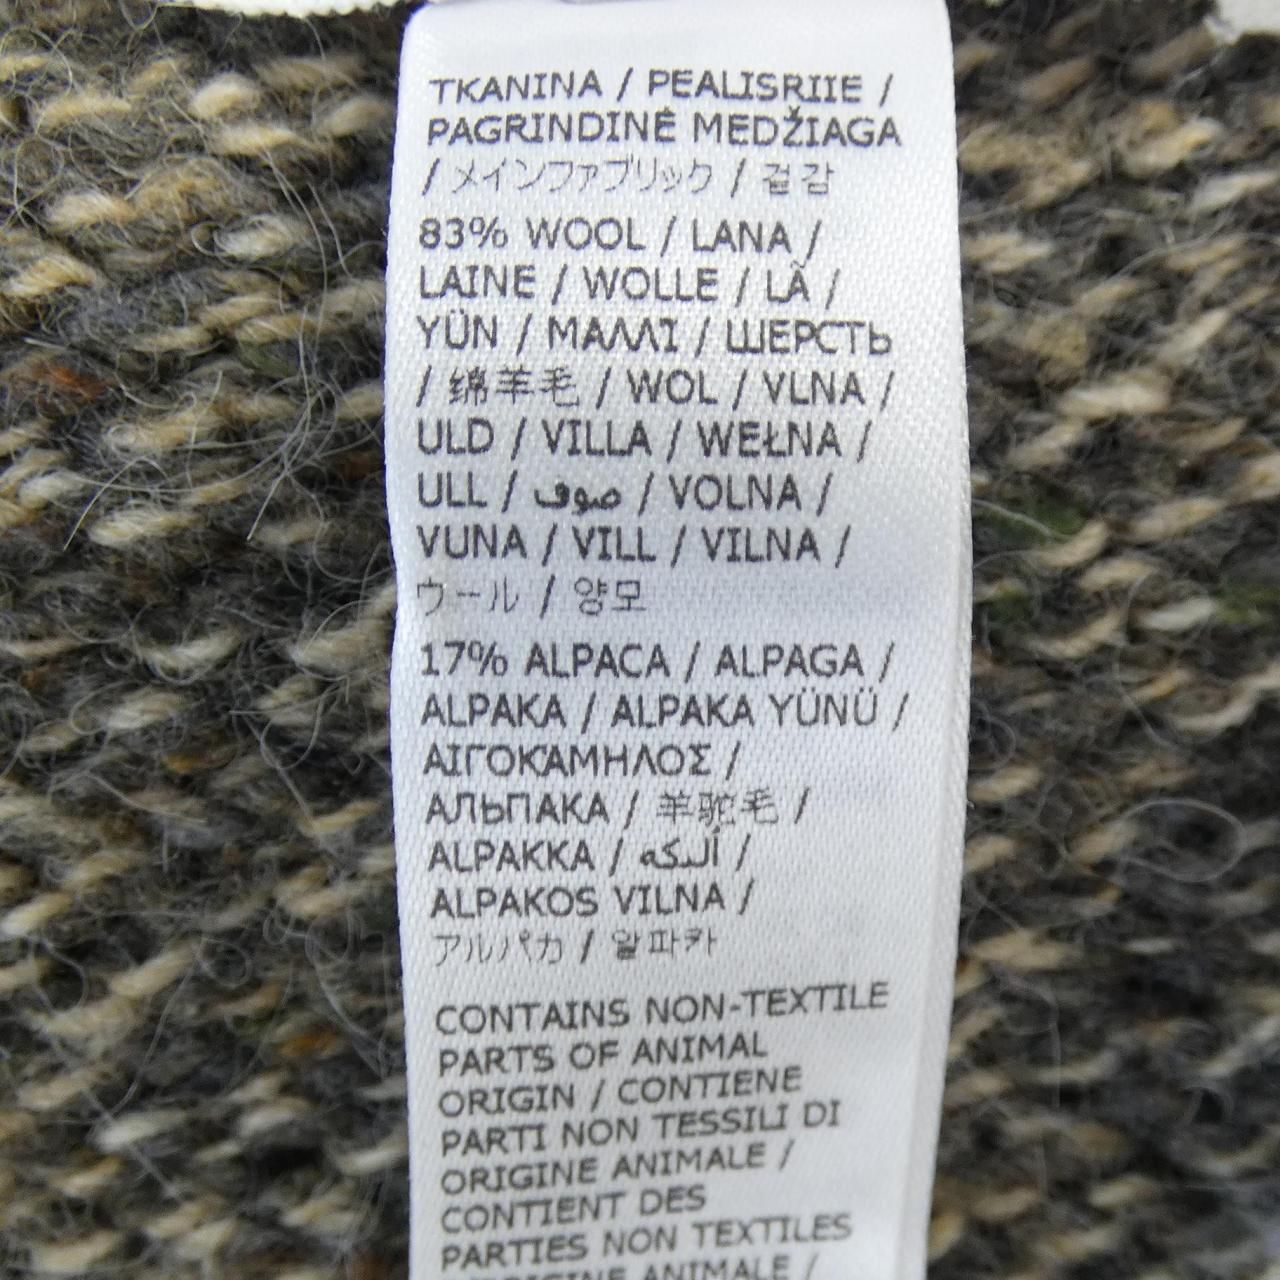 TKANINA / PEALISRIIE /
PAGRINDINĖ MEDŽIAGA
/ メインファブリック / 겉감
83% WOOL / LANA /
LAINE / WOLLE / LÃ /
YÜN / ΜΑΛΛΊ / ШЕРСТЬ
/ 绵羊毛 / WOL / VLNA /
ULD / VILLA / WEŁNA /
ULL / صوف / VOLNA /
VUNA / VILL / VILNA /
ウール / 양모
17% ALPACA / ALPAGA /
ALPAKA / ALPAKA YÜNÜ /
ΑΙΓΟΚΑΜΗΛΟΣ /
АЛЬПАКА / 羊驼毛 /
ALPAKKA / ألبكه /
ALPAKOS VILNA /
アルパカ / 알파카
CONTAINS NON-TEXTILE
PARTS OF ANIMAL
ORIGIN / CONTIENE
PARTI NON TESSILI DI
ORIGINE ANIMALE /
CONTIENT DES
PARTIES NON TEXTILES
ORIGINE ANIMALE /